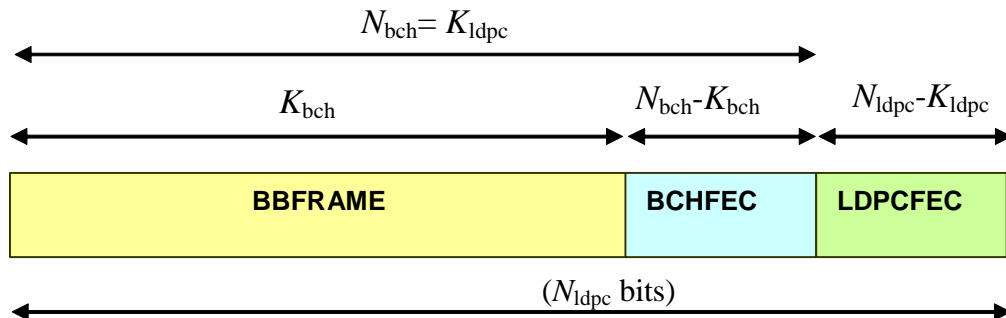 N_bch= K_ldpc
K_bch N_bch-K_bch N_ldpc-K_ldpc
BBFRAME BCHFEC LDPCFEC
(N_ldpc bits)